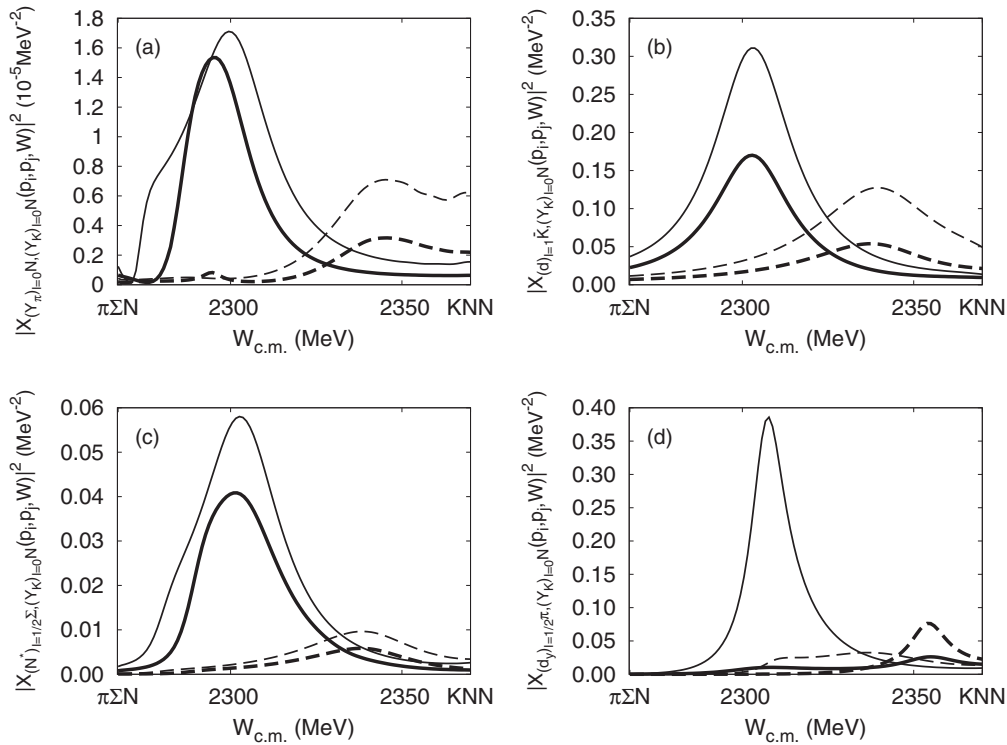 (a)
|X(Yπ)I=0N,(YK)I=0N(pi,pj,W)|² (10⁻⁵MeV⁻²)
1.8
1.6
1.4
1.2
1
0.8
0.6
0.4
0.2
0
πΣN 2300 2350 KNN
Wc.m. (MeV)
(b)
|X(d)I=1K̄,(YK)I=0N(pi,pj,W)|² (MeV⁻²)
0.35
0.30
0.25
0.20
0.15
0.10
0.05
0.00
πΣN 2300 2350 KNN
Wc.m. (MeV)
(c)
|X(N*)I=1/2Σ,(YK)I=0N(pi,pj,W)|² (MeV⁻²)
0.06
0.05
0.04
0.03
0.02
0.01
0.00
πΣN 2300 2350 KNN
Wc.m. (MeV)
(d)
|X(dy)I=1/2π,(YK)I=0N(pi,pj,W)|² (MeV⁻²)
0.40
0.35
0.30
0.25
0.20
0.15
0.10
0.05
0.00
πΣN 2300 2350 KNN
Wc.m. (MeV)